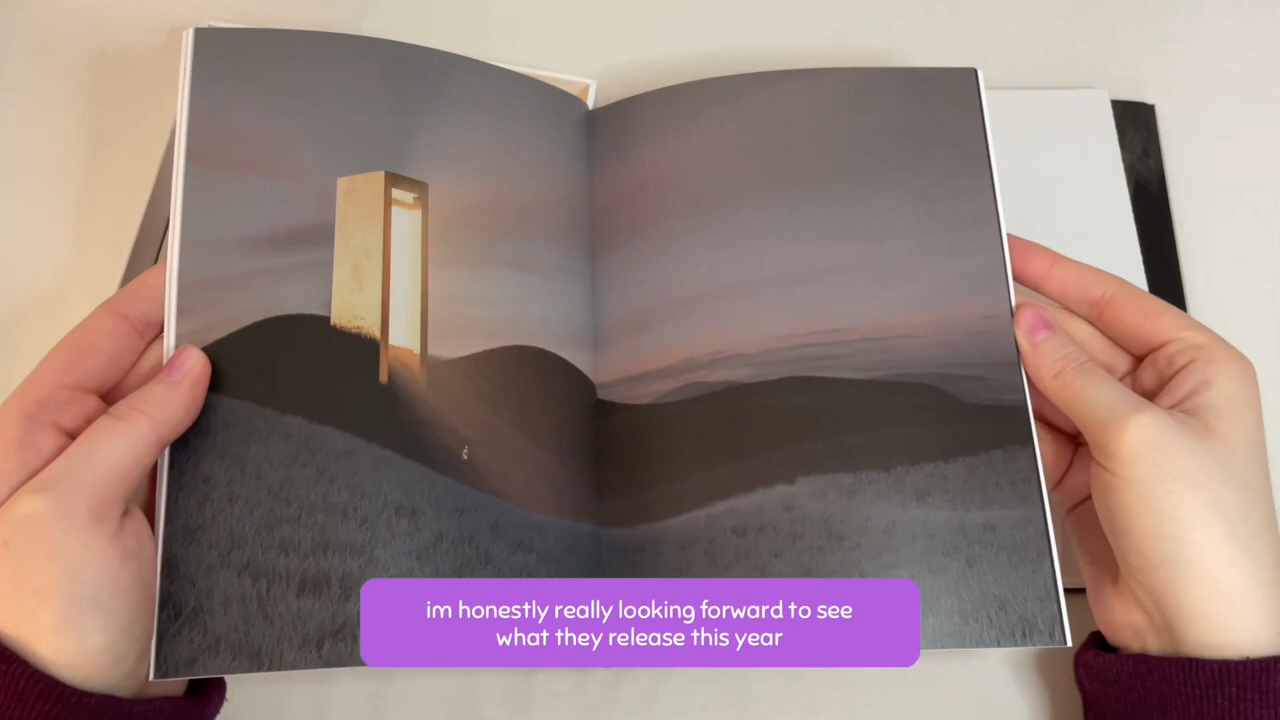 im honestly really looking forward to see
what they release this year